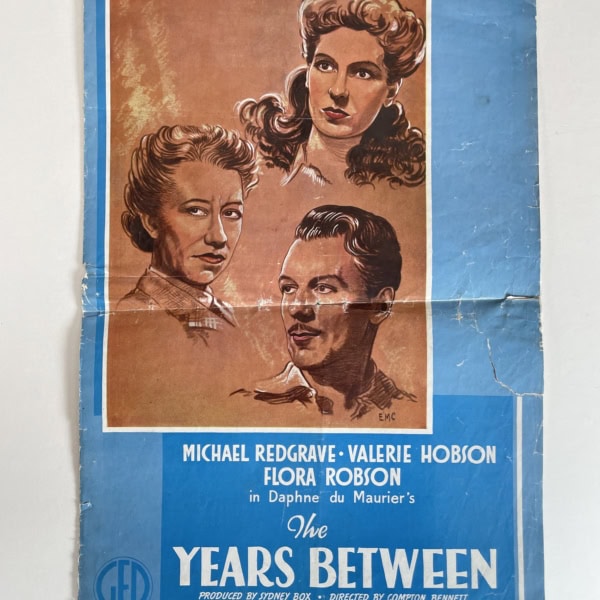 EMC
MICHAEL REDGRAVE · VALERIE HOBSON
FLORA ROBSON
in Daphne du Maurier's
The
YEARS BETWEEN
PRODUCED BY SYDNEY BOX • DIRECTED BY COMPTON BENNETT
GFD